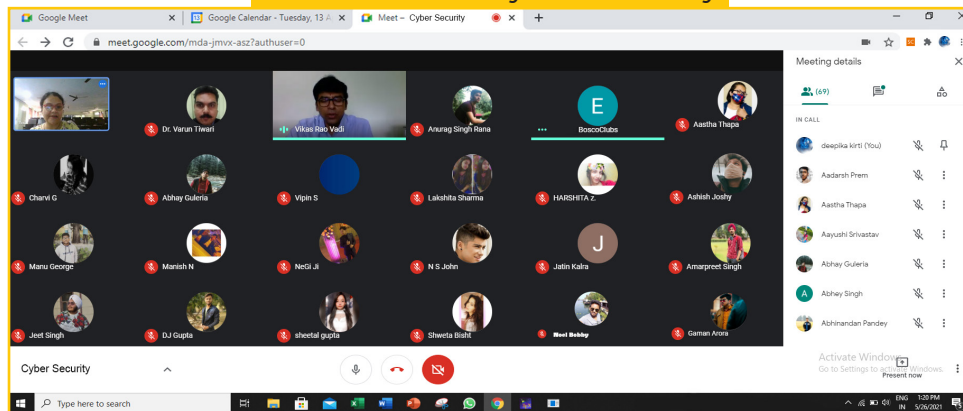 Google Meet
Google Calendar - Tuesday, 13 A
Meet – Cyber Security
meet.google.com/mda-jmvx-asz?authuser=0
Meeting details
(69)
IN CALL
Dr. Varun Tiwari
Vikas Rao Vadi
Anurag Singh Rana
E
BoscoClubs
Aastha Thapa
Charvi G
Abhay Guleria
Vipin S
Lakshita Sharma
HARSHITA z.
Ashish Joshy
Manu George
Manish N
NeGi Ji
N S John
J
Jatin Kalra
Amarpreet Singh
Jeet Singh
DJ Gupta
sheetal gupta
Shweta Bisht
Noel Bobby
Gaman Arora
deepika kirti (You)
Aadarsh Prem
Aastha Thapa
Aayushi Srivastav
Abhay Guleria
A
Abhey Singh
Abhinandan Pandey
Cyber Security
Activate Windows
Go to Settings to activate Windows.
Present now
Type here to search
ENG
IN
1:20 PM
5/26/2021